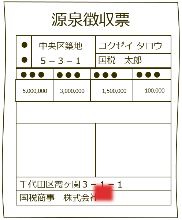 源泉徴収票
● 中央区築地 コクゼイ タロウ
● 5-3-1 国税 太郎
●●● ●●● ●●● ●●●
5,000,000 3,000,000 1,500,000 100,000
千代田区霞ヶ関3-1-1
国税商事 株式会社